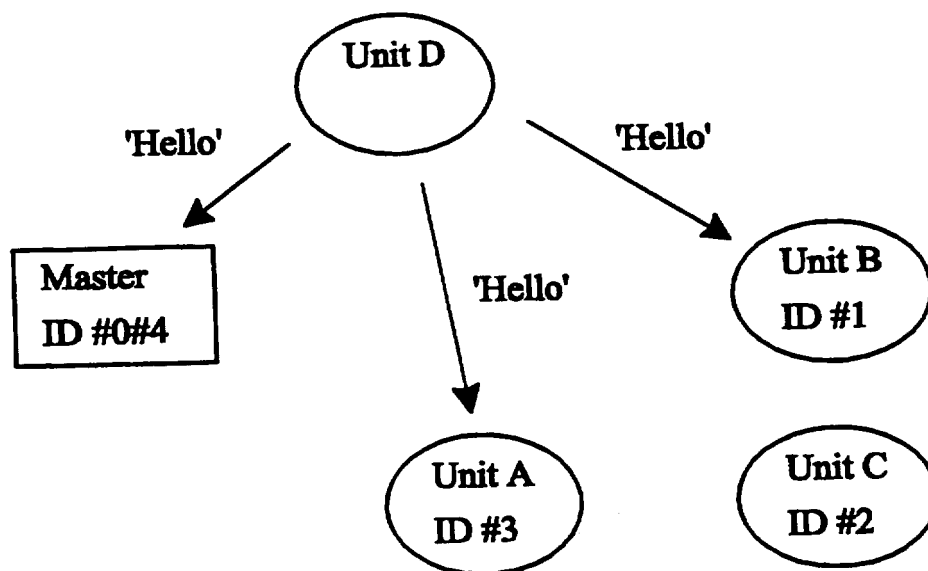 Unit D
'Hello'
'Hello'
Master
ID #0#4
'Hello'
Unit B
ID #1
Unit A
ID #3
Unit C
ID #2